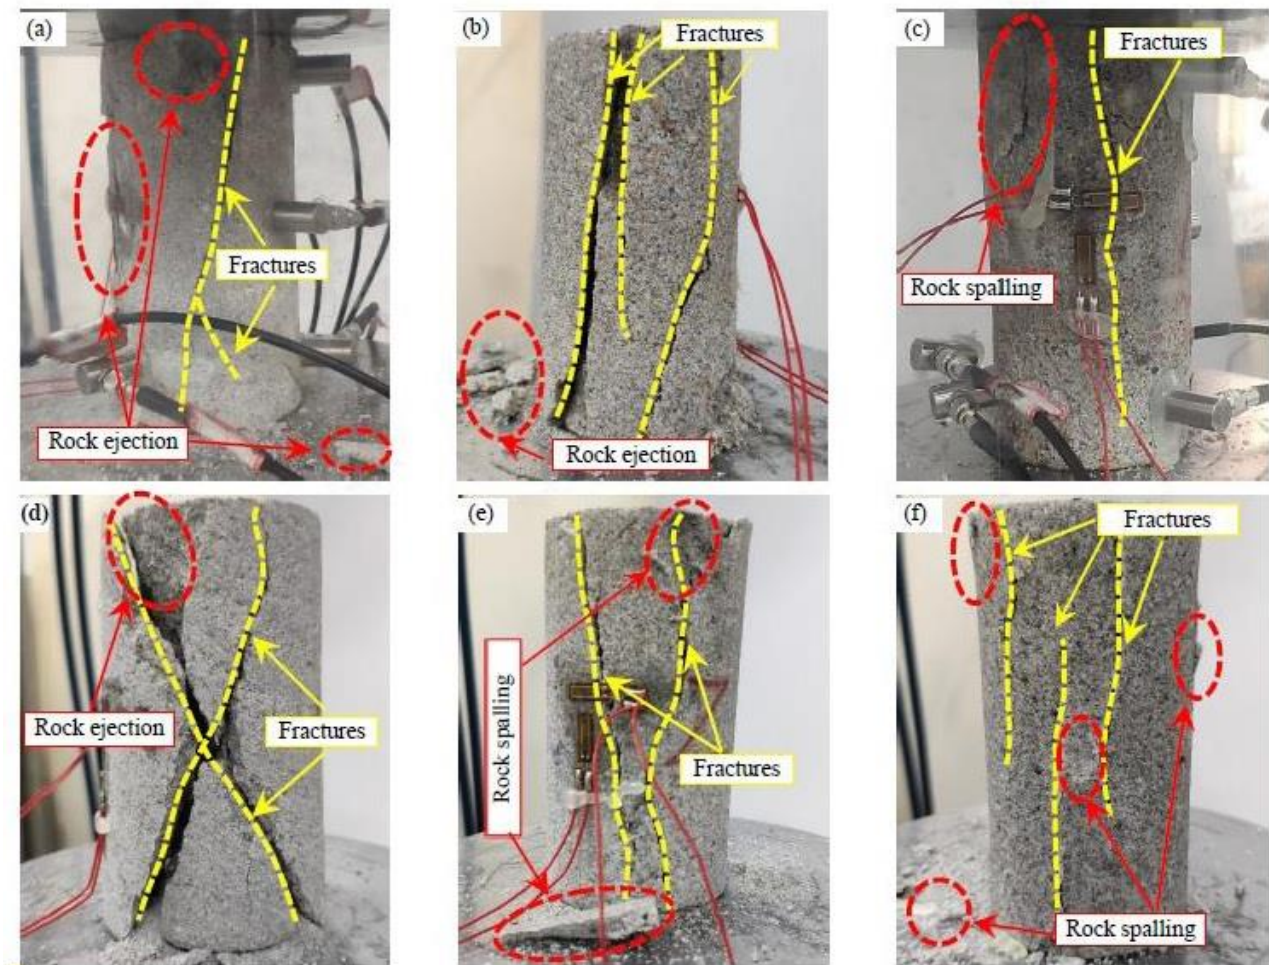 (a)
Fractures
Rock ejection
(b)
Fractures
Rock ejection
(c)
Fractures
Rock spalling
(d)
Rock ejection
Fractures
(e)
Rock spalling
Fractures
(f)
Fractures
Rock spalling